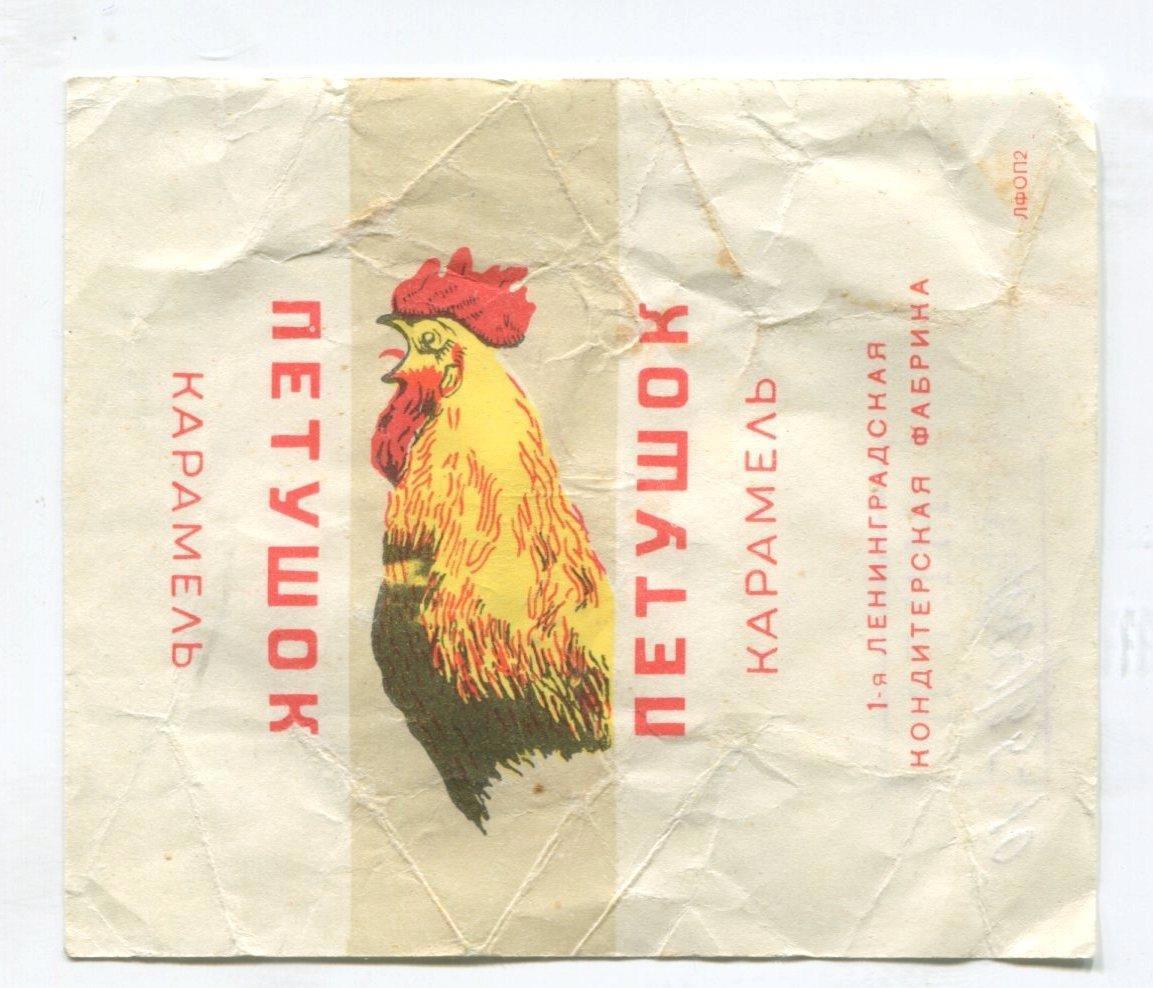 КАРАМЕЛЬ
ПЕТУШОК
ПЕТУШОК
КАРАМЕЛЬ
1-я ЛЕНИНГРАДСКАЯ
КОНДИТЕРСКАЯ ФАБРИКА
ЛФОП2